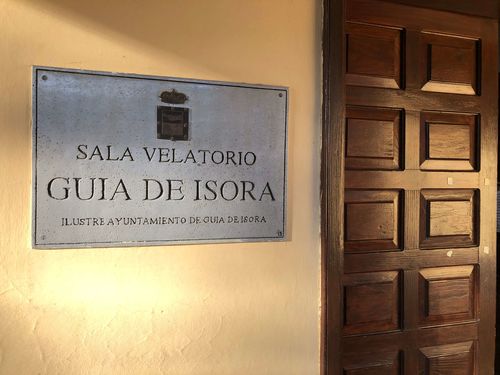 SALA VELATORIO
GUIA DE ISORA
ILUSTRE AYUNTAMIENTO DE GUIA DE ISORA